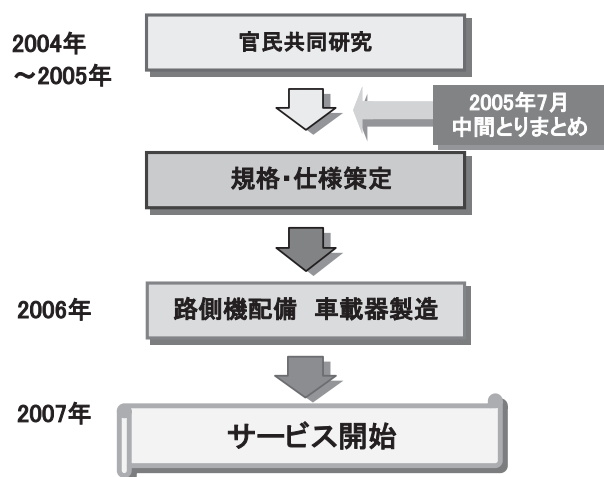 2004年
～2005年
官民共同研究
2005年7月
中間とりまとめ
規格・仕様策定
2006年
路側機配備　車載器製造
2007年
サービス開始